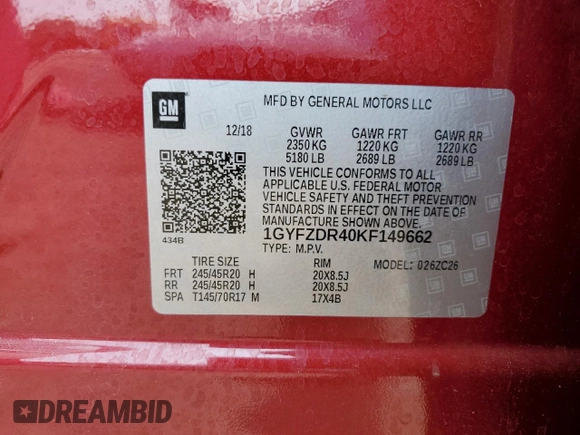 GM
MFD BY GENERAL MOTORS LLC
12/18 GVWR GAWR FRT GAWR RR
2350 KG 1220 KG 1220 KG
5180 LB 2689 LB 2689 LB
THIS VEHICLE CONFORMS TO ALL
APPLICABLE U.S. FEDERAL MOTOR
VEHICLE SAFETY AND THEFT PREVENTION
STANDARDS IN EFFECT ON THE DATE OF
MANUFACTURE SHOWN ABOVE.
434B
1GYFZDR40KF149662
TYPE: M.P.V.
TIRE SIZE RIM MODEL: 026ZC26
FRT 245/45R20 H 20X8.5J
RR 245/45R20 H 20X8.5J
SPA T145/70R17 M 17X4B
DREAMBID